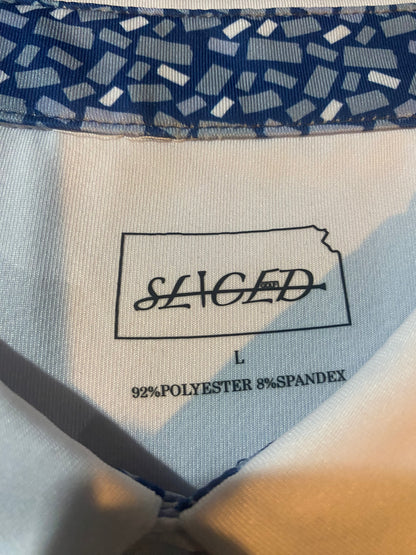 SLICED
L
92%POLYESTER 8%SPANDEX